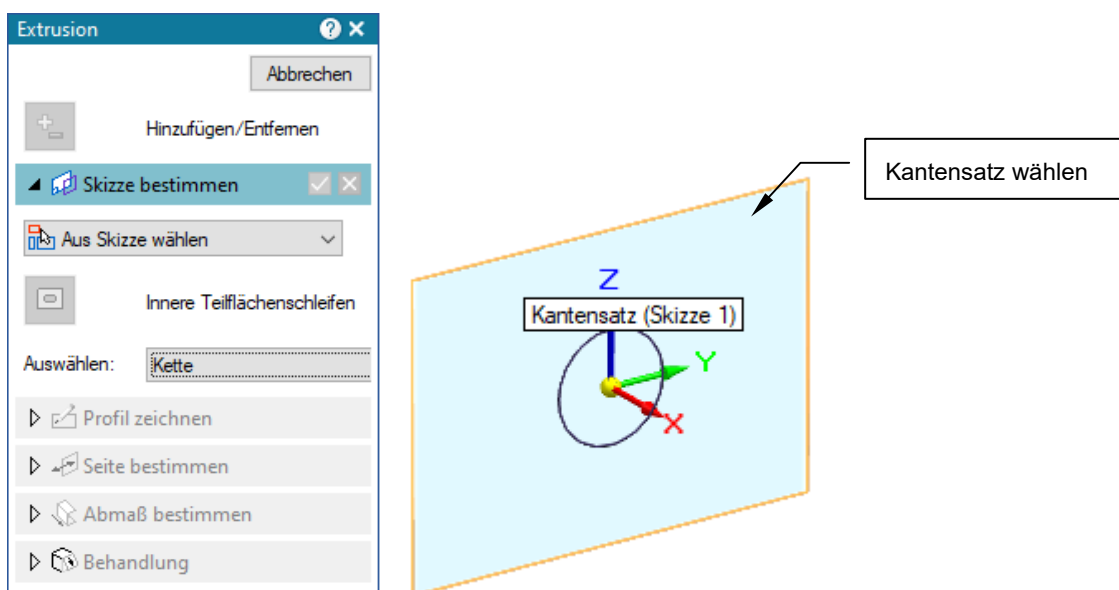 Extrusion
Abbrechen
Hinzufügen/Entfernen
Skizze bestimmen
Aus Skizze wählen
Innere Teilflächenschleifen
Auswählen: Kette
Profil zeichnen
Seite bestimmen
Abmaß bestimmen
Behandlung
Kantensatz wählen
Z
Kantensatz (Skizze 1)
Y
X